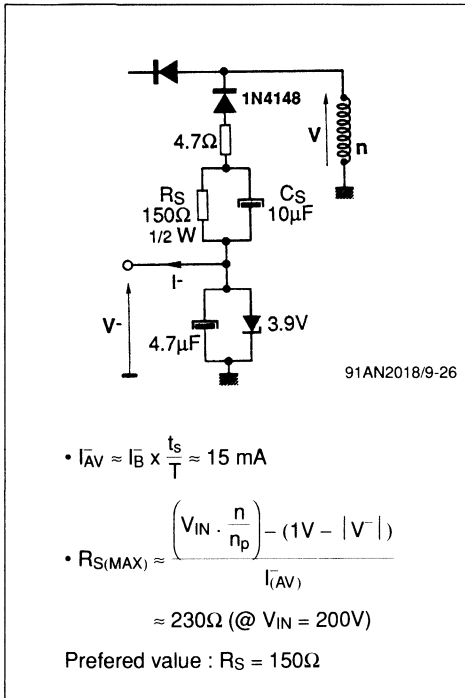 1N4148
4.7Ω
V
n
RS
150Ω
1/2 W
CS
10µF
I-
V-
4.7µF
3.9V
91AN2018/9-26
• I̅AV ≈ I̅B x tS/T ≈ 15 mA
• RS(MAX) ≈ ((VIN . n/np) – (1V – |V⁻|)) / I̅(AV)
≈ 230Ω (@ VIN = 200V)
Prefered value : RS = 150Ω